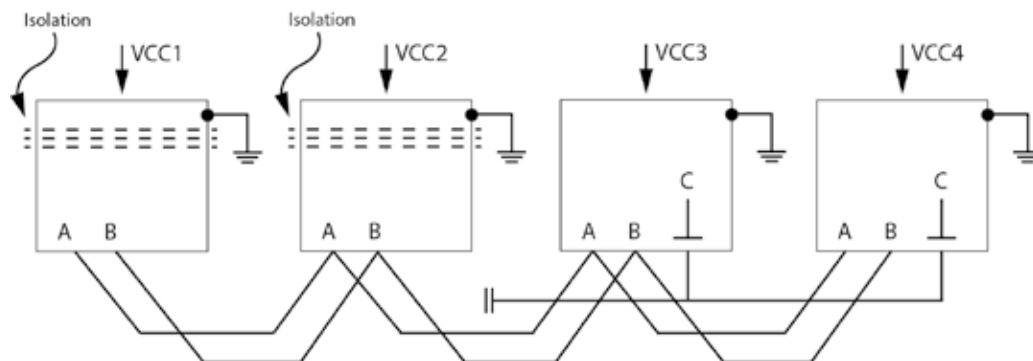 Isolation
Isolation
VCC1
VCC2
VCC3
VCC4
C
C
A B
A B
A B
A B